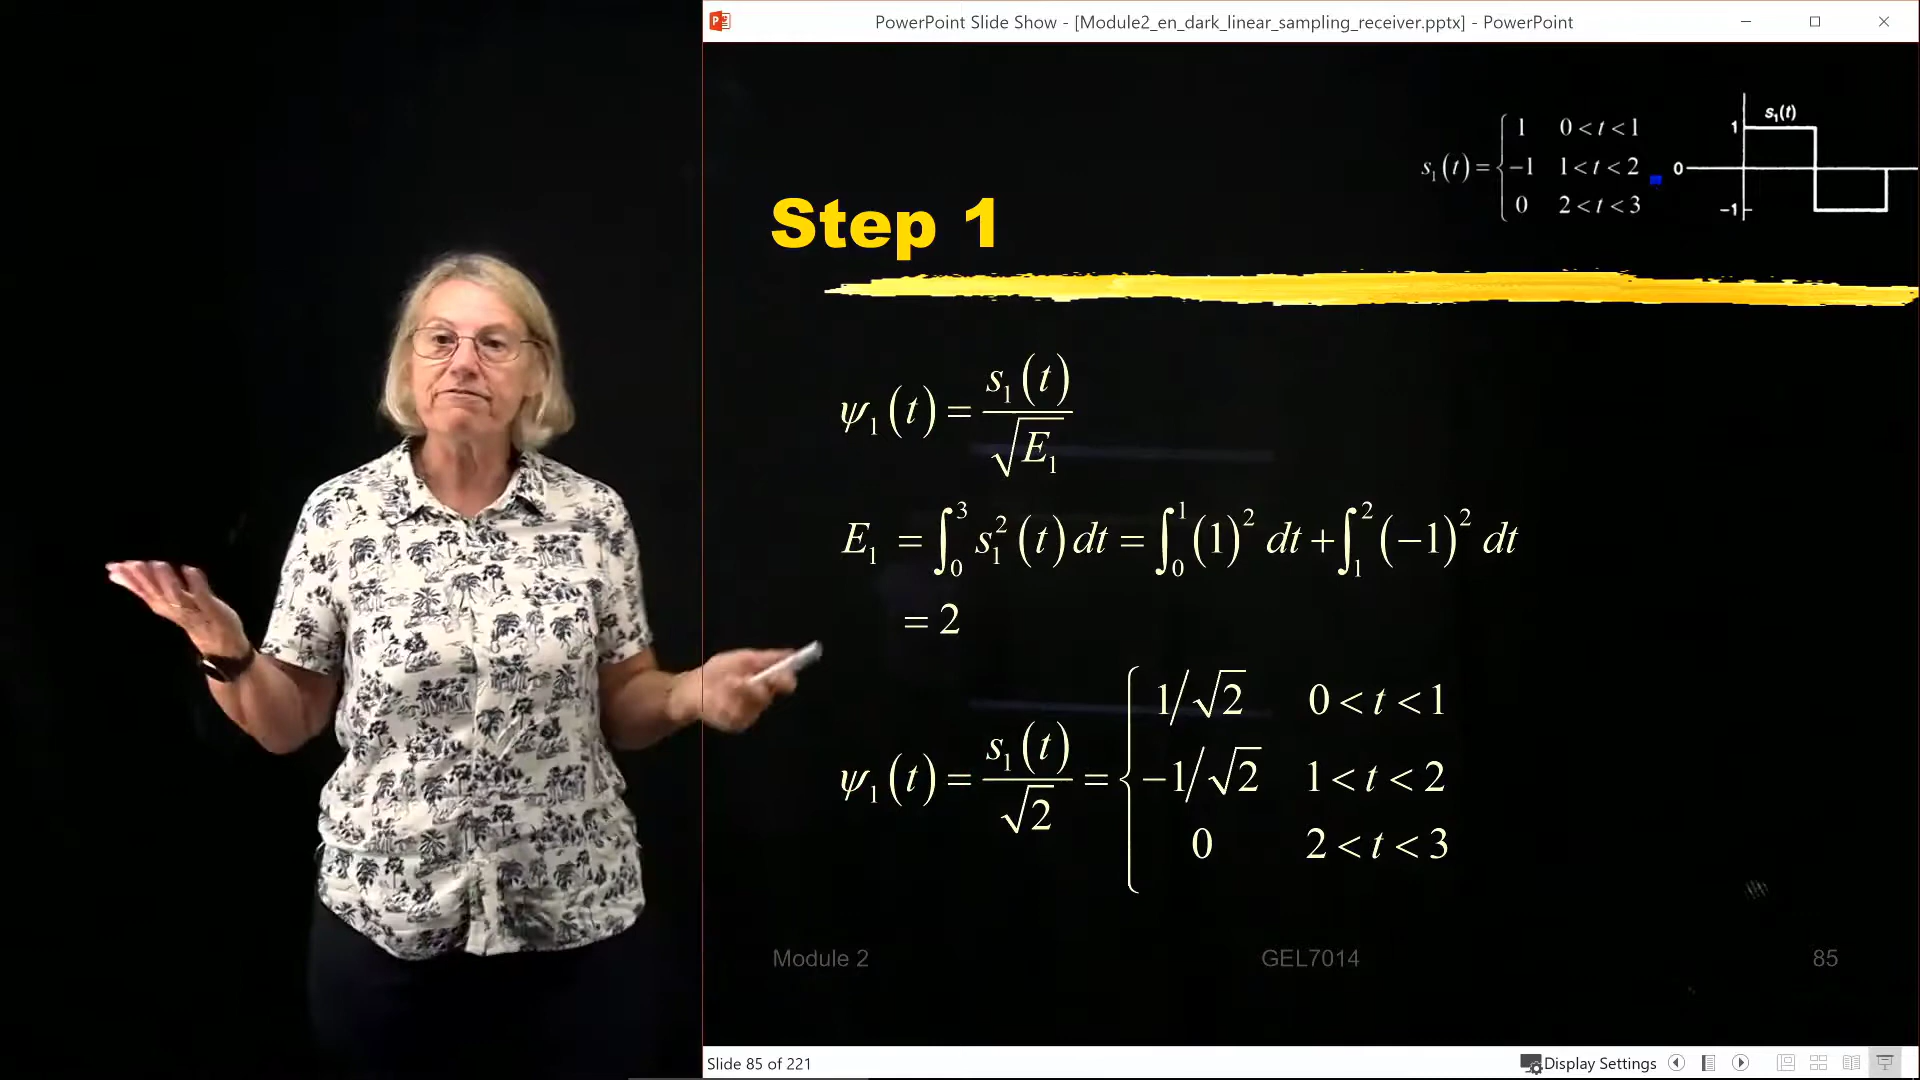 PowerPoint Slide Show - [Module2_en_dark_linear_sampling_receiver.pptx] - PowerPoint
s₁(t) = { 1 0 < t < 1
−1 1 < t < 2
0 2 < t < 3
s₁(t)
1
0
−1
Step 1
ψ₁(t) = s₁(t) / √E₁
E₁ = ∫₀³ s₁²(t) dt = ∫₀¹ (1)² dt + ∫₁² (−1)² dt
= 2
ψ₁(t) = s₁(t) / √2 = { 1/√2 0 < t < 1
−1/√2 1 < t < 2
0 2 < t < 3
Module 2 GEL7014 85
Slide 85 of 221 Display Settings